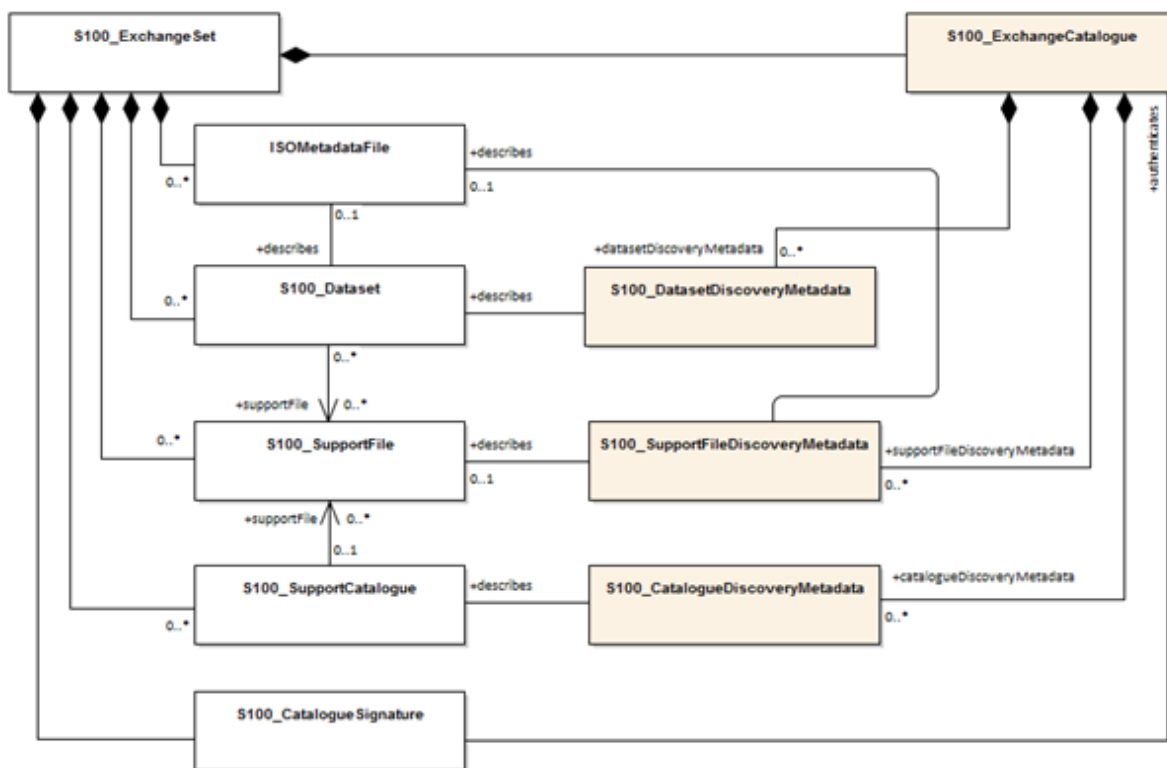 S100_ExchangeSet
S100_ExchangeCatalogue
+authenticates
ISOMetadataFile
+describes
0..*
0..1
0..1
+describes
+datasetDiscoveryMetadata
0..*
S100_Dataset
+describes
S100_DatasetDiscoveryMetadata
0..*
0..*
+supportFile
0..*
S100_SupportFile
+describes
S100_SupportFileDiscoveryMetadata
+supportFileDiscoveryMetadata
0..*
0..1
0..*
+supportFile
0..*
0..1
S100_SupportCatalogue
+describes
S100_CatalogueDiscoveryMetadata
+catalogueDiscoveryMetadata
0..*
0..*
S100_CatalogueSignature